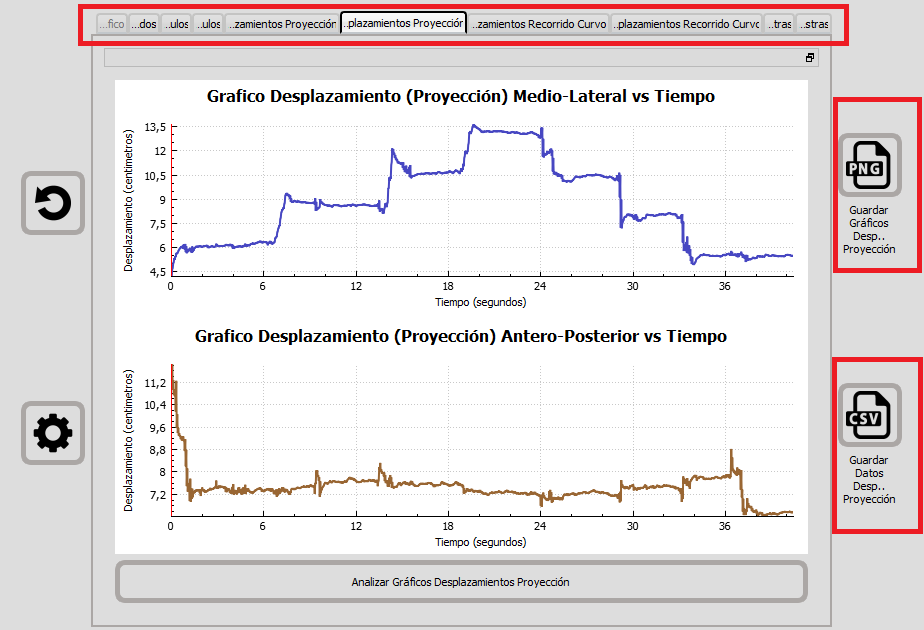 ...fico ...dos ..ulos ..ulos ..zamientos Proyección ..plazamientos Proyección ..zamientos Recorrido Curvo ..plazamientos Recorrido Curvo ..tras ..stras
Grafico Desplazamiento (Proyección) Medio-Lateral vs Tiempo
Desplazamiento (centimetros)
13,5
12
10,5
9
7,5
6
4,5
0 6 12 18 24 30 36
Tiempo (segundos)
Grafico Desplazamiento (Proyección) Antero-Posterior vs Tiempo
Desplazamiento (centimetros)
11,2
10,4
9,6
8,8
8
7,2
0 6 12 18 24 30 36
Tiempo (segundos)
Analizar Gráficos Desplazamientos Proyección
PNG
Guardar
Gráficos
Desp..
Proyección
CSV
Guardar
Datos
Desp..
Proyección